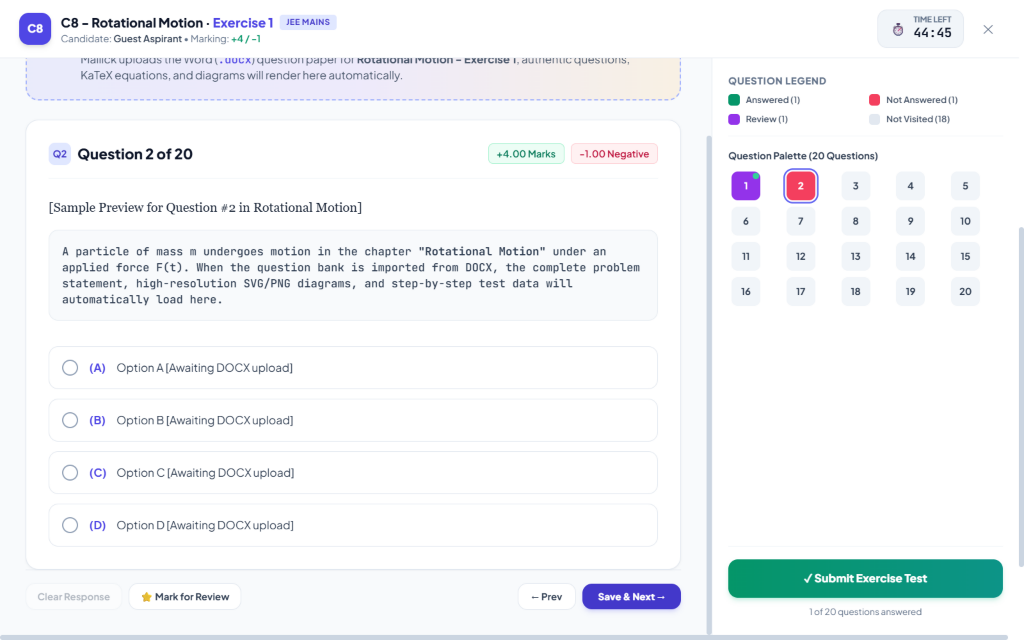 C8
C8 – Rotational Motion · Exercise 1 JEE MAINS
Candidate: Guest Aspirant • Marking: +4 / -1
TIME LEFT
44:45
Mallick uploads the Word (.docx) question paper for Rotational Motion – Exercise 1, authentic questions,
KaTeX equations, and diagrams will render here automatically.
Q2 Question 2 of 20 +4.00 Marks -1.00 Negative
[Sample Preview for Question #2 in Rotational Motion]
A particle of mass m undergoes motion in the chapter "Rotational Motion" under an
applied force F(t). When the question bank is imported from DOCX, the complete problem
statement, high-resolution SVG/PNG diagrams, and step-by-step test data will
automatically load here.
(A) Option A [Awaiting DOCX upload]
(B) Option B [Awaiting DOCX upload]
(C) Option C [Awaiting DOCX upload]
(D) Option D [Awaiting DOCX upload]
Clear Response ⭐ Mark for Review ← Prev Save & Next →
QUESTION LEGEND
Answered (1) Not Answered (1)
Review (1) Not Visited (18)
Question Palette (20 Questions)
1 2 3 4 5
6 7 8 9 10
11 12 13 14 15
16 17 18 19 20
✓ Submit Exercise Test
1 of 20 questions answered